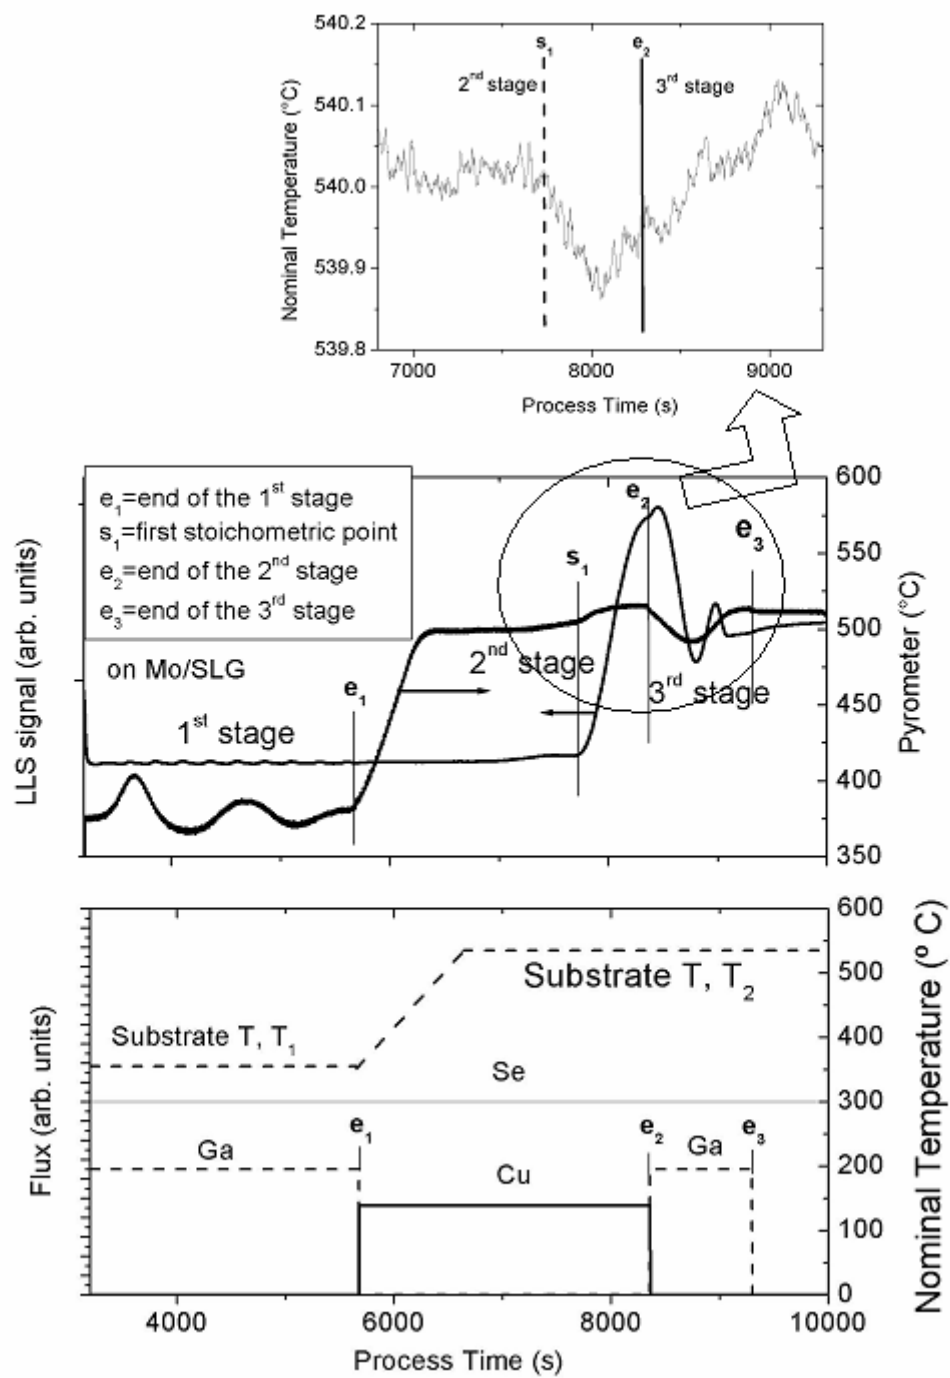 540.2
540.1
540.0
539.9
539.8
Nominal Temperature (°C)
s1
e2
2nd stage
3rd stage
7000
8000
9000
Process Time (s)
e1=end of the 1st stage
s1=first stoichometric point
e2=end of the 2nd stage
e3=end of the 3rd stage
on Mo/SLG
LLS signal (arb. units)
600
550
500
450
400
350
Pyrometer (°C)
e1
s1
e2
e3
1st stage
2nd stage
3rd stage
600
500
400
300
200
100
0
Nominal Temperature (º C)
Flux (arb. units)
Substrate T, T1
Substrate T, T2
Se
e1
e2
e3
Ga
Cu
Ga
4000
6000
8000
10000
Process Time (s)